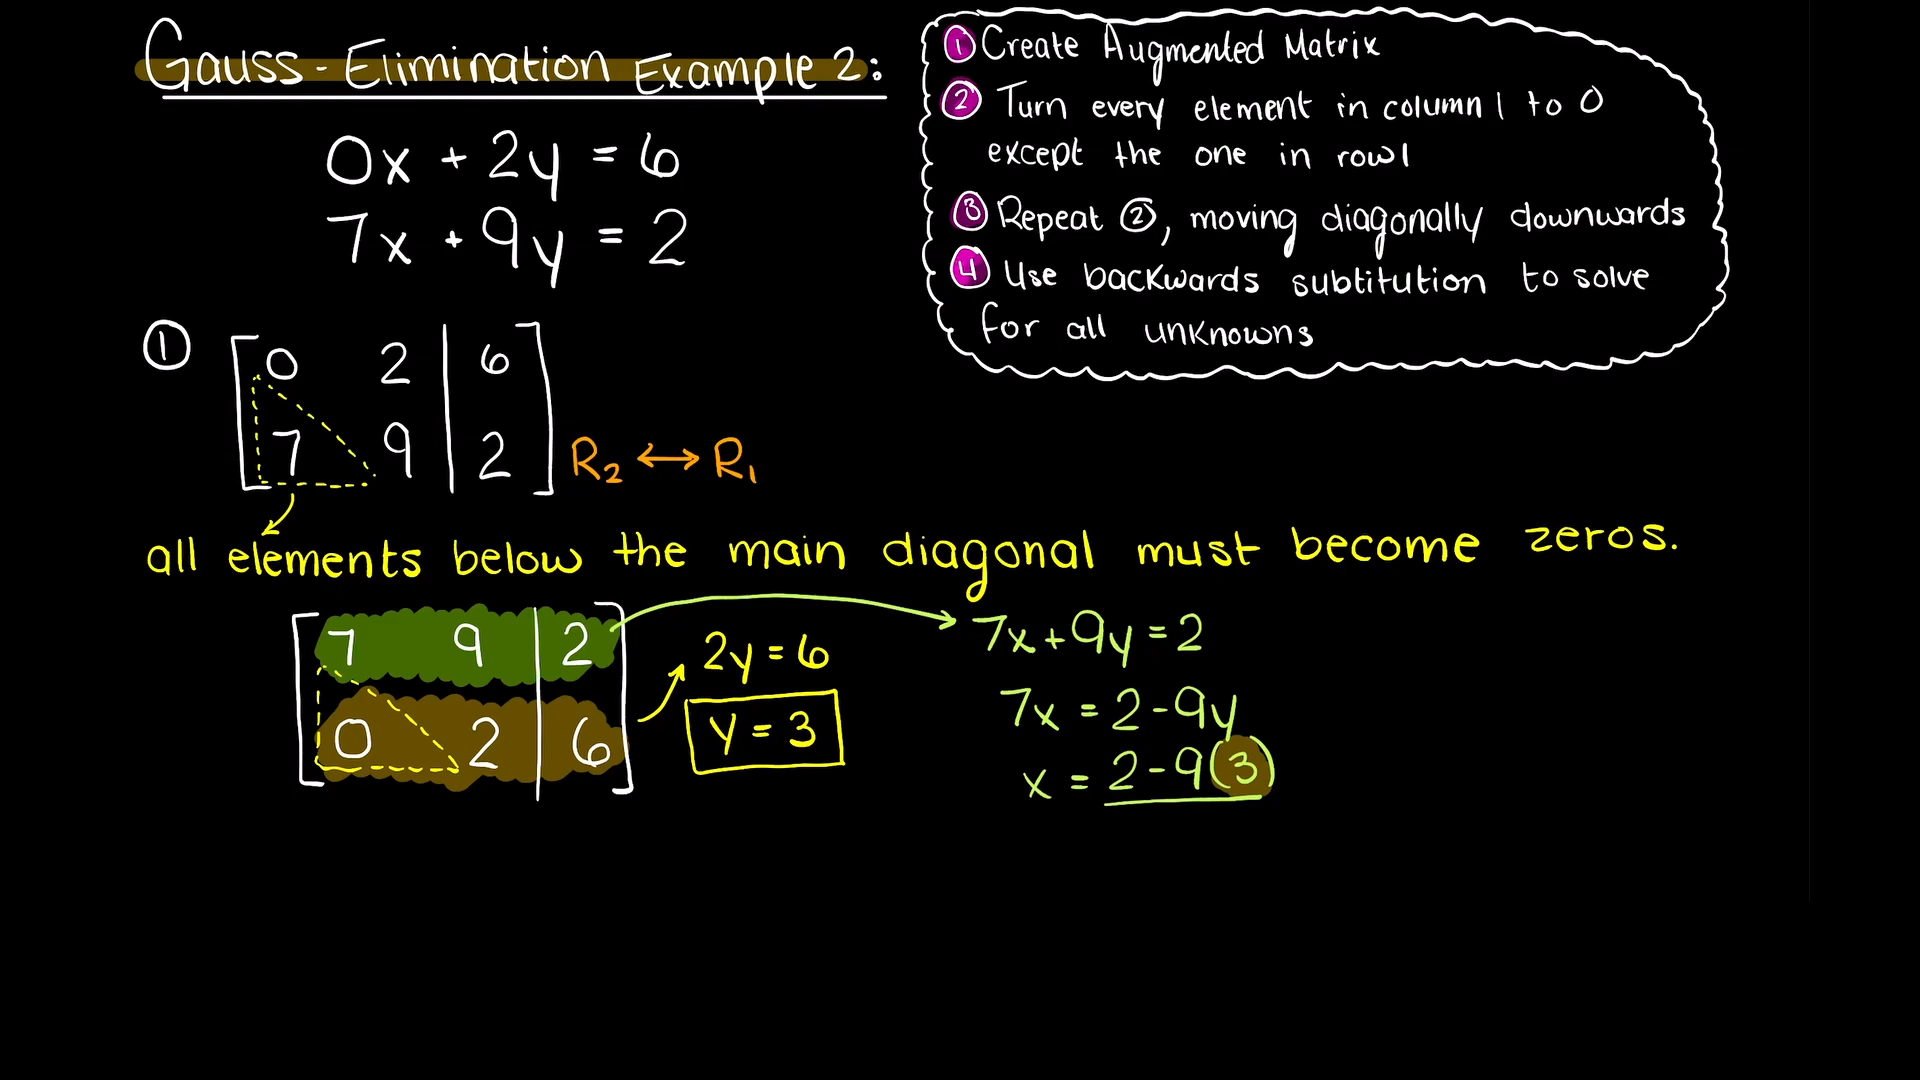 Gauss-Elimination Example 2:
0x + 2y = 6
7x + 9y = 2
① Create Augmented Matrix
② Turn every element in column 1 to 0
except the one in row 1
③ Repeat ②, moving diagonally downwards
④ Use backwards subtitution to solve
for all unknowns
①
0 2 | 6
7 9 | 2
R₂ ↔ R₁
all elements below the main diagonal must become zeros.
7 9 | 2
0 2 | 6
2y = 6
y = 3
7x + 9y = 2
7x = 2 - 9y
x = 2 - 9(3)